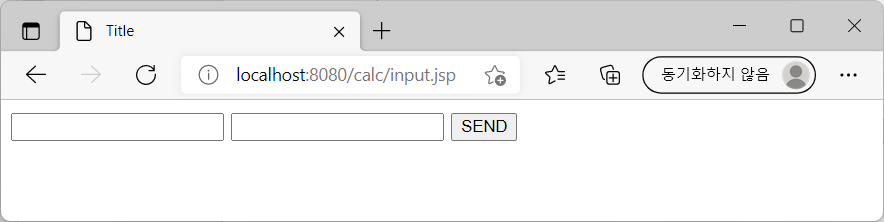 Title
localhost:8080/calc/input.jsp
동기화하지 않음
SEND